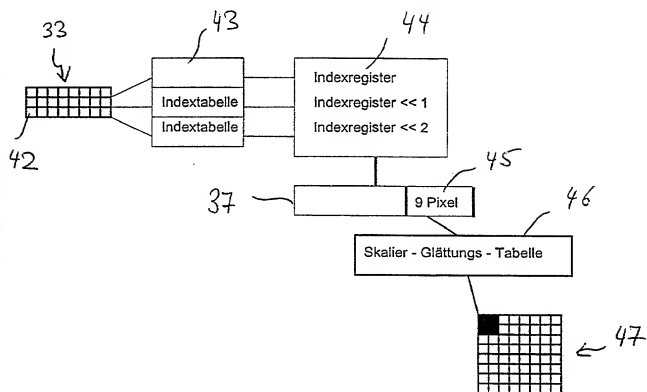 33
43
44
Indexregister
Indextabelle
Indexregister << 1
Indextabelle
Indexregister << 2
42
45
37
9 Pixel
46
Skalier - Glättungs - Tabelle
47